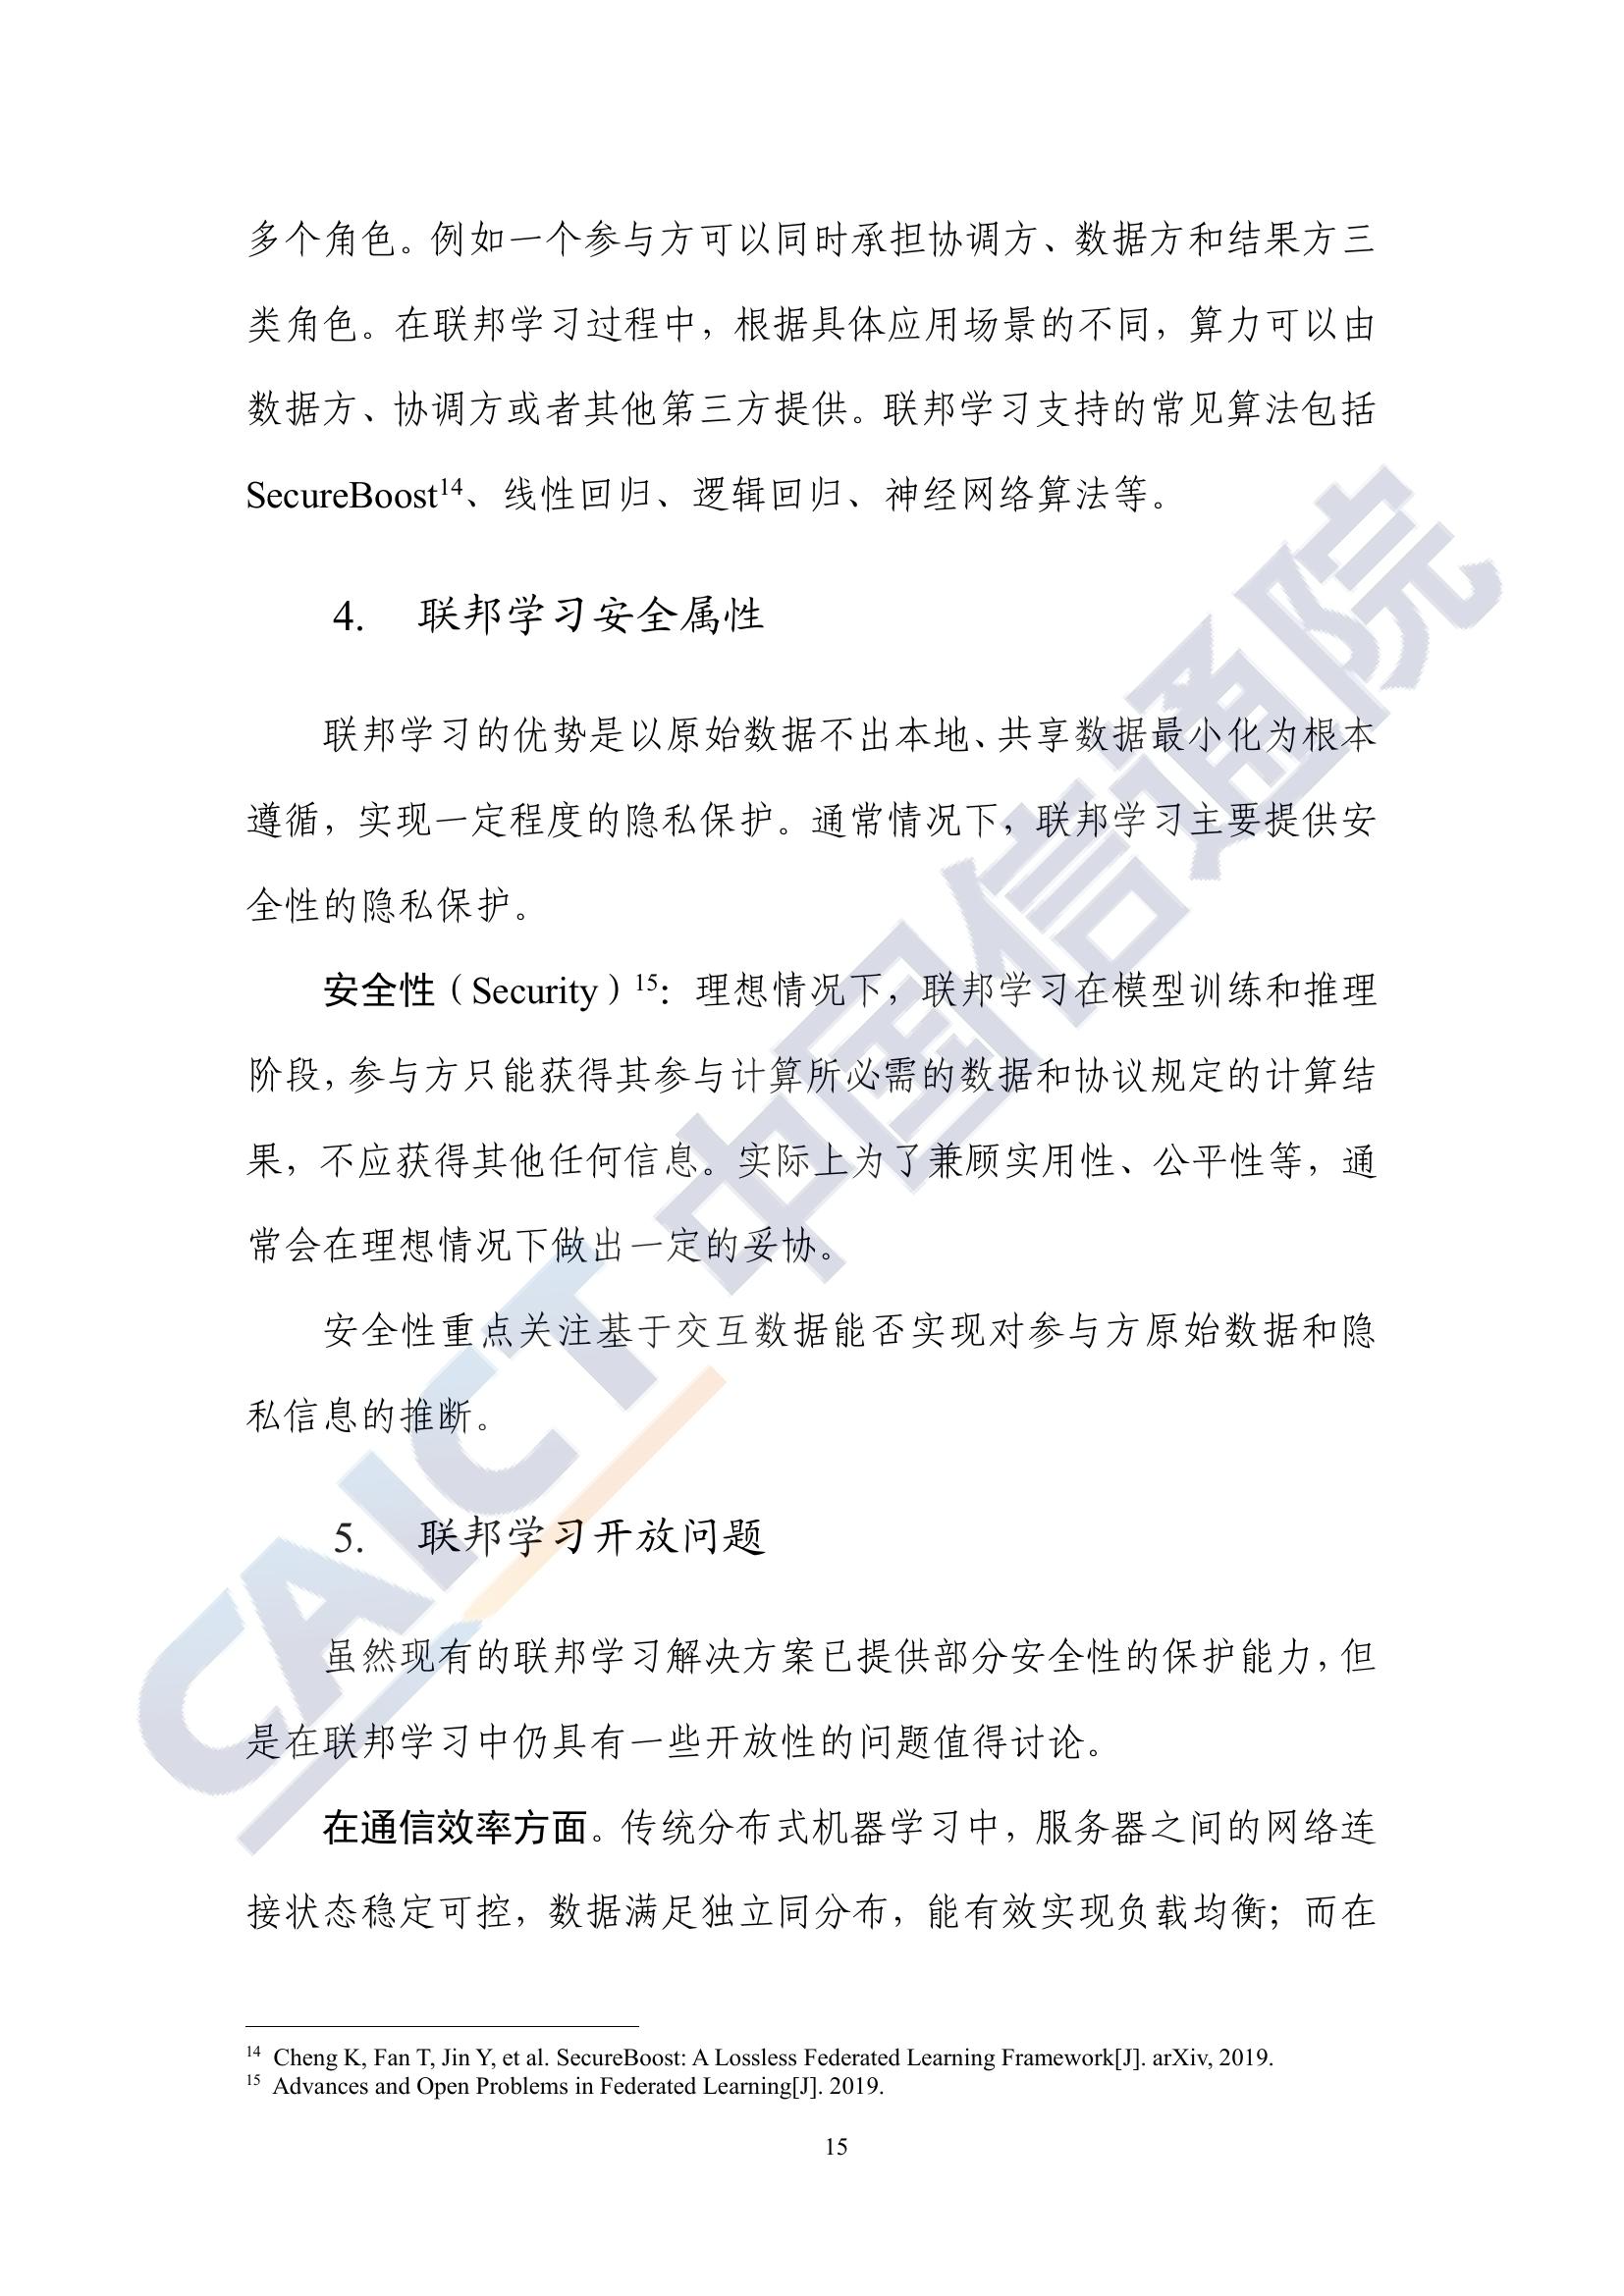 多个角色。例如一个参与方可以同时承担协调方、数据方和结果方三
类角色。在联邦学习过程中，根据具体应用场景的不同，算力可以由
数据方、协调方或者其他第三方提供。联邦学习支持的常见算法包括
SecureBoost14、线性回归、逻辑回归、神经网络算法等。
4. 联邦学习安全属性
联邦学习的优势是以原始数据不出本地、共享数据最小化为根本
遵循，实现一定程度的隐私保护。通常情况下，联邦学习主要提供安
全性的隐私保护。
安全性（Security）15：理想情况下，联邦学习在模型训练和推理
阶段，参与方只能获得其参与计算所必需的数据和协议规定的计算结
果，不应获得其他任何信息。实际上为了兼顾实用性、公平性等，通
常会在理想情况下做出一定的妥协。
安全性重点关注基于交互数据能否实现对参与方原始数据和隐
私信息的推断。
5. 联邦学习开放问题
虽然现有的联邦学习解决方案已提供部分安全性的保护能力，但
是在联邦学习中仍具有一些开放性的问题值得讨论。
在通信效率方面。传统分布式机器学习中，服务器之间的网络连
接状态稳定可控，数据满足独立同分布，能有效实现负载均衡；而在
14 Cheng K, Fan T, Jin Y, et al. SecureBoost: A Lossless Federated Learning Framework[J]. arXiv, 2019.
15 Advances and Open Problems in Federated Learning[J]. 2019.
15
CAICT 中国信通院